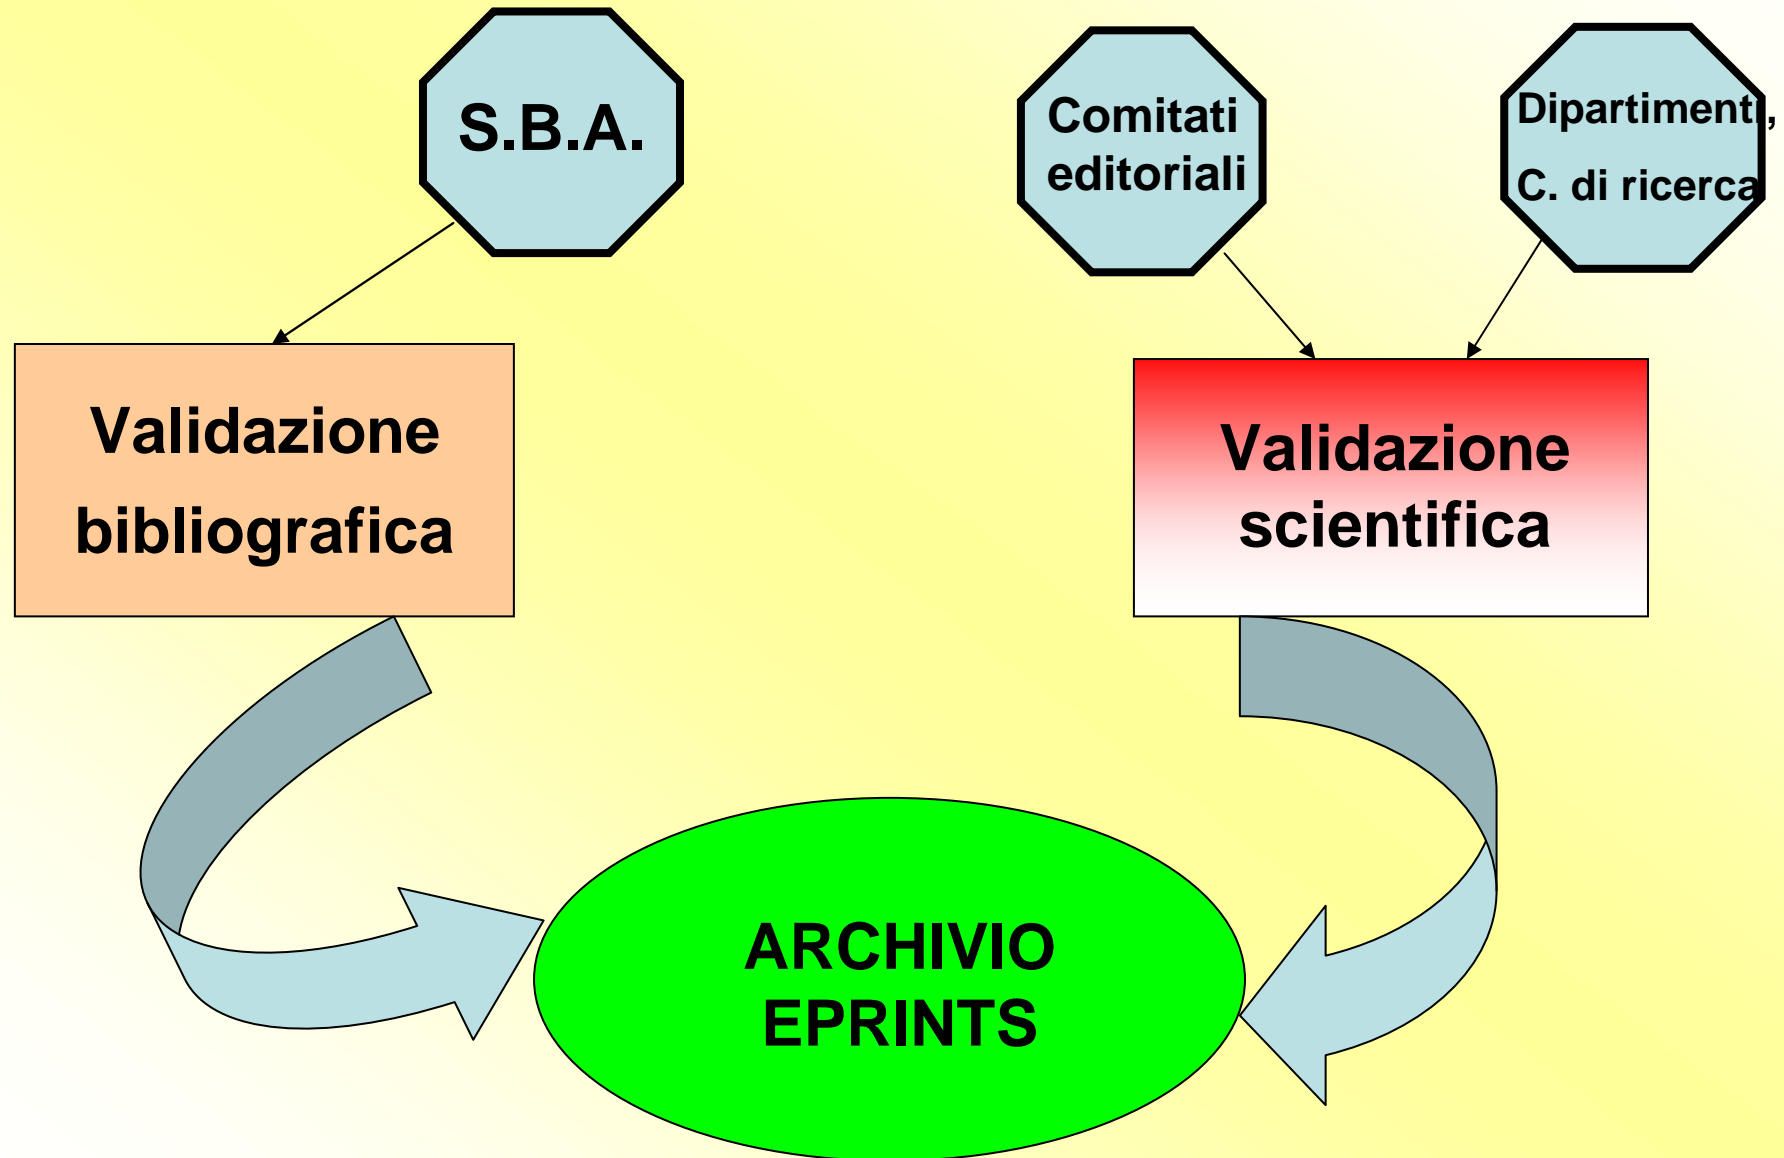 S.B.A.
Comitati
editoriali
Dipartimenti,
C. di ricerca
Validazione
bibliografica
Validazione
scientifica
ARCHIVIO
EPRINTS